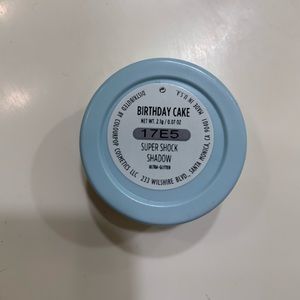 BIRTHDAY CAKE
NET WT. 2.1g / 0.07 OZ
17E5
SUPER SHOCK
SHADOW
ULTRA-GLITTER
DISTRIBUTED BY COLOURPOP COSMETICS LLC 233 WILSHIRE BLVD., SANTA MONICA, CA 90401 MADE IN U.S.A.